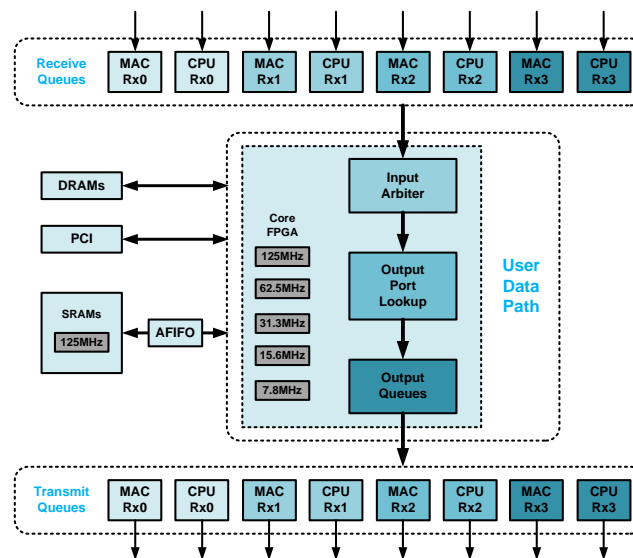 Receive
Queues
MAC
Rx0
CPU
Rx0
MAC
Rx1
CPU
Rx1
MAC
Rx2
CPU
Rx2
MAC
Rx3
CPU
Rx3
DRAMs
PCI
SRAMs
125MHz
AFIFO
Core
FPGA
125MHz
62.5MHz
31.3MHz
15.6MHz
7.8MHz
Input
Arbiter
Output
Port
Lookup
Output
Queues
User
Data
Path
Transmit
Queues
MAC
Rx0
CPU
Rx0
MAC
Rx1
CPU
Rx1
MAC
Rx2
CPU
Rx2
MAC
Rx3
CPU
Rx3